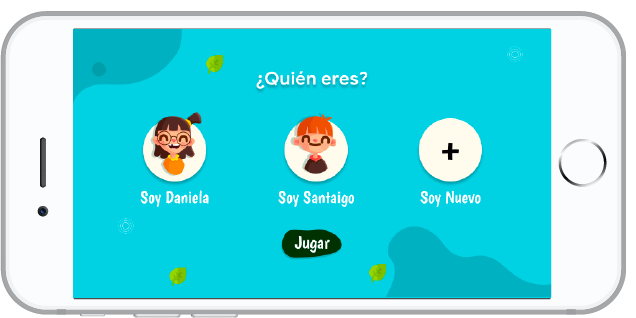 ¿Quién eres?
Soy Daniela
Soy Santaigo
Soy Nuevo
Jugar